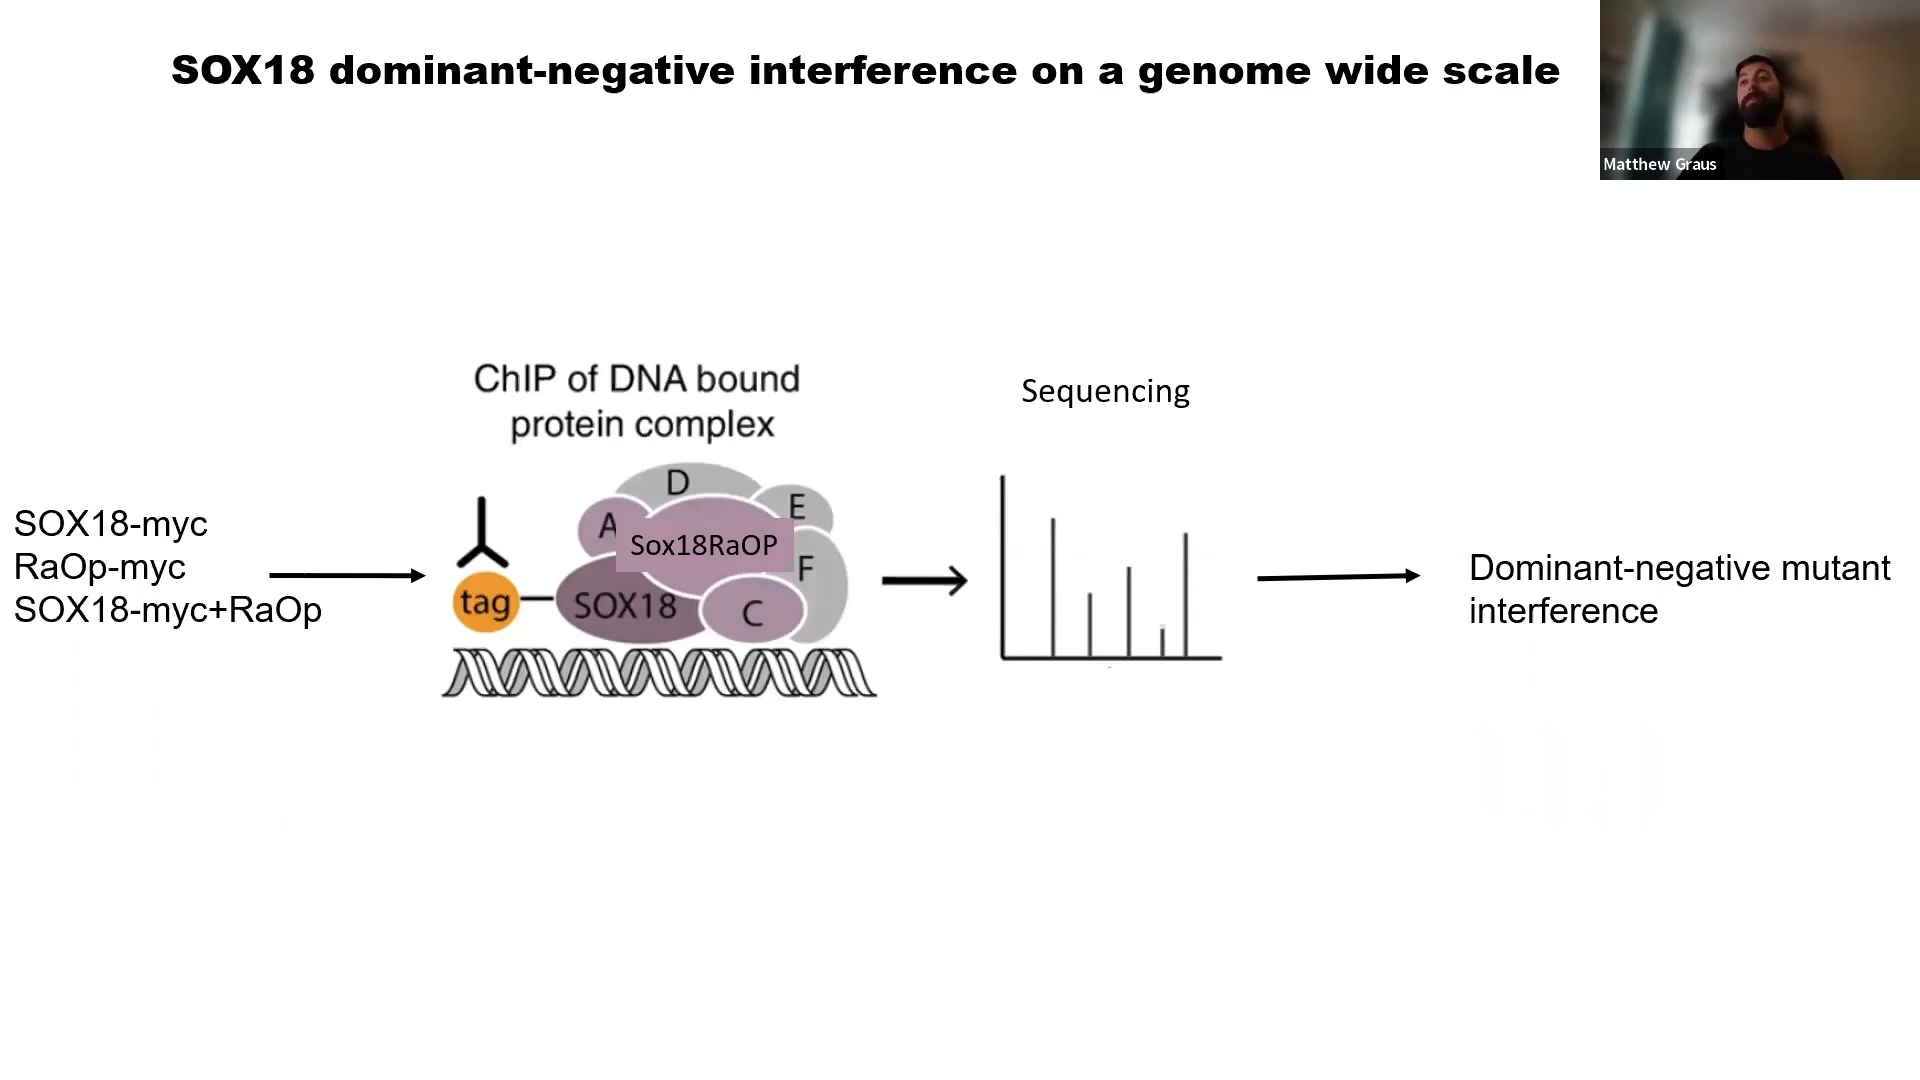 SOX18 dominant-negative interference on a genome wide scale
Matthew Graus
ChIP of DNA bound
protein complex
Sequencing
SOX18-myc
RaOp-myc
SOX18-myc+RaOp
D
A
E
Sox18RaOP
F
tag
SOX18
C
Dominant-negative mutant
interference